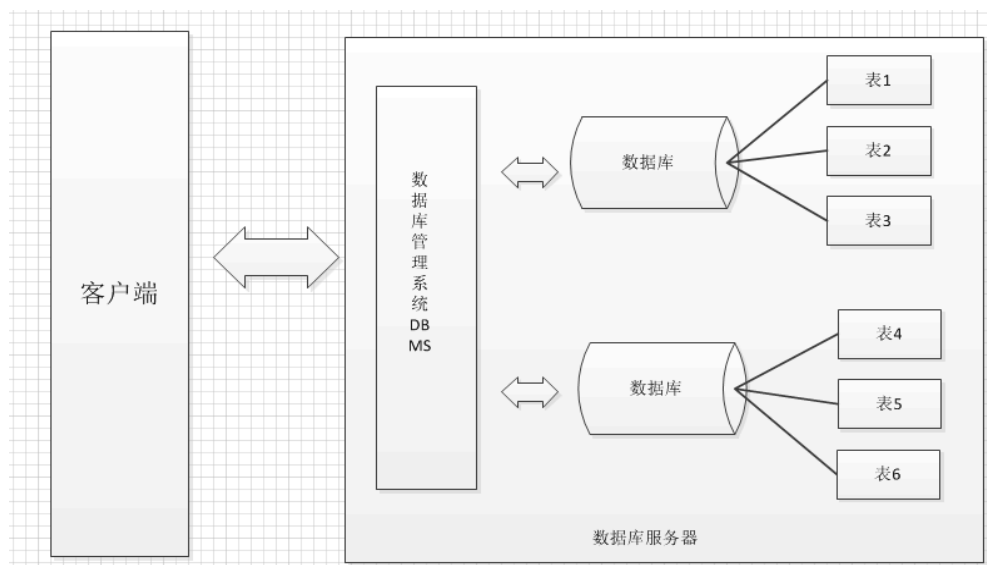 客户端
数
据
库
管
理
系
统
DB
MS
数据库
表1
表2
表3
数据库
表4
表5
表6
数据库服务器